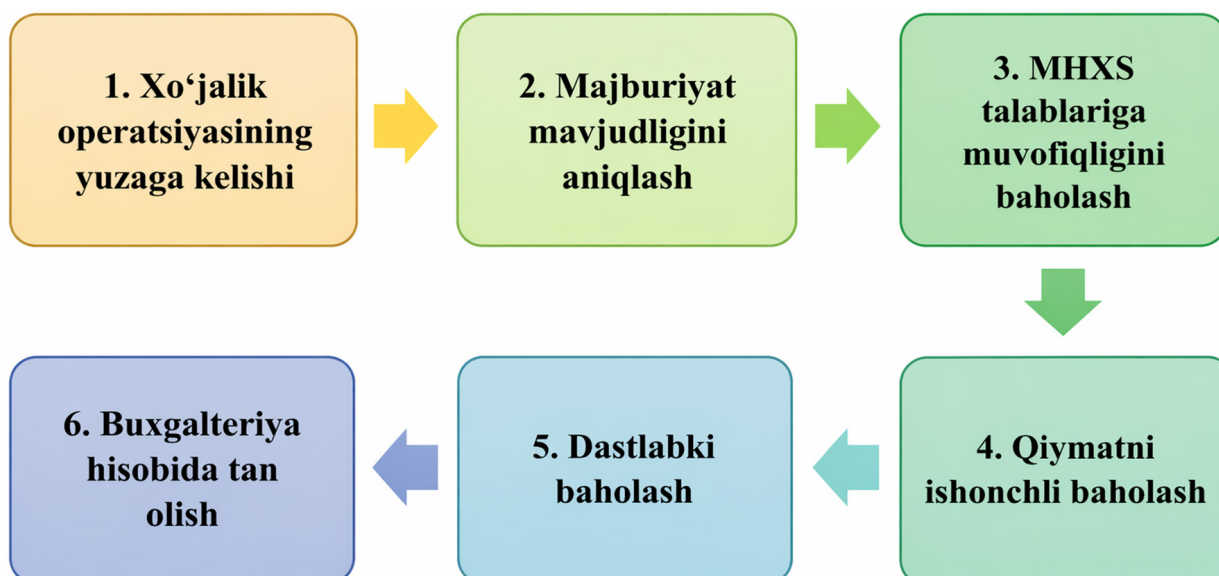 1. Xo‘jalik
operatsiyasining
yuzaga kelishi
2. Majburiyat
mavjudligini
aniqlash
3. MHXS
talablariga
muvofiqligini
baholash
4. Qiymatni
ishonchli baholash
5. Dastlabki
baholash
6. Buxgalteriya
hisobida tan
olish